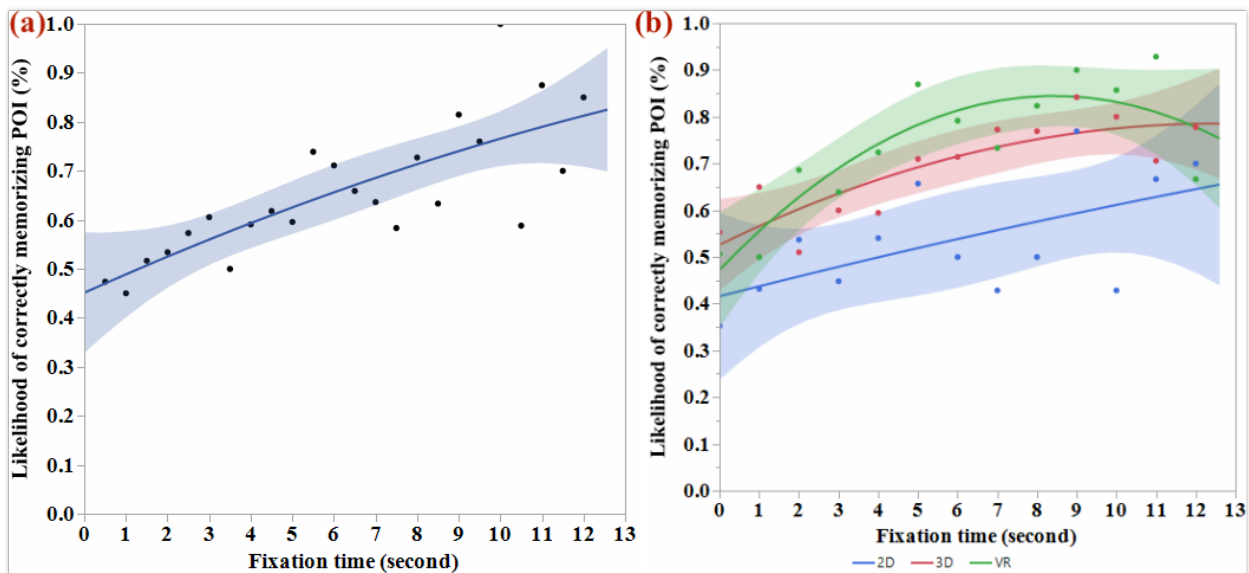 (a)
Likelihood of correctly memorizing POI (%)
1.0
0.9
0.8
0.7
0.6
0.5
0.4
0.3
0.2
0.1
0.0
0 1 2 3 4 5 6 7 8 9 10 11 12 13
Fixation time (second)
(b)
Likelihood of correctly memorizing POI (%)
1.0
0.9
0.8
0.7
0.6
0.5
0.4
0.3
0.2
0.1
0.0
0 1 2 3 4 5 6 7 8 9 10 11 12 13
Fixation time (second)
2D 3D VR